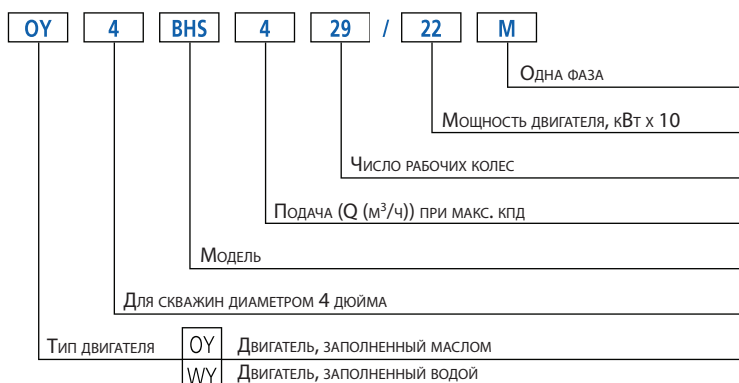 OY 4 BHS 4 29 / 22 M
Одна фаза
Мощность двигателя, кВт х 10
Число рабочих колес
Подача (Q (м³/ч)) при макс. кпд
Модель
Для скважин диаметром 4 дюйма
Тип двигателя OY Двигатель, заполненный маслом
WY Двигатель, заполненный водой